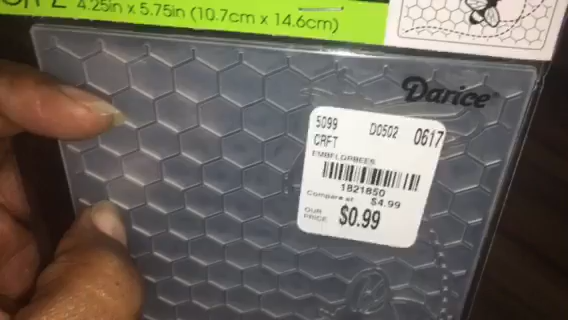 4.25in x 5.75in (10.7cm x 14.6cm)
Darice
5099 D0502 0617
CRFT
EMBFLDRBEES
1821850
Compare at $4.99
OUR PRICE $0.99